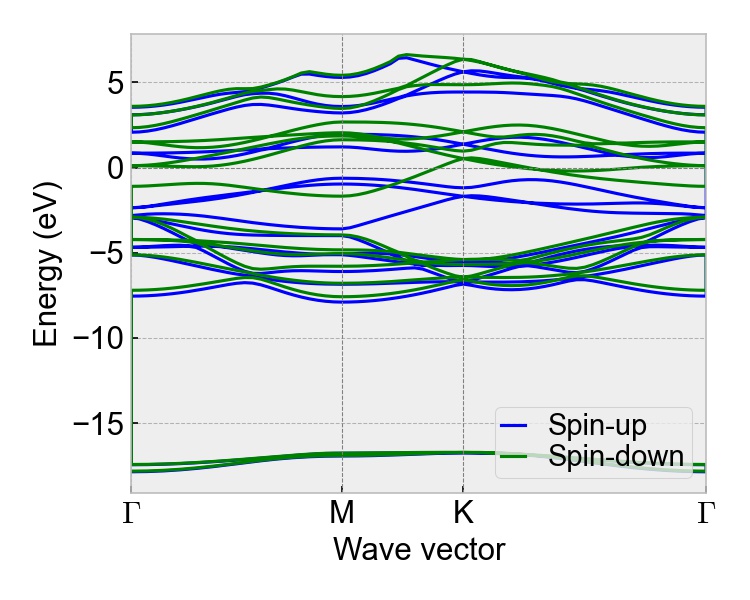 Energy (eV)
5
0
−5
−10
−15
Spin-up
Spin-down
Γ M K Γ
Wave vector